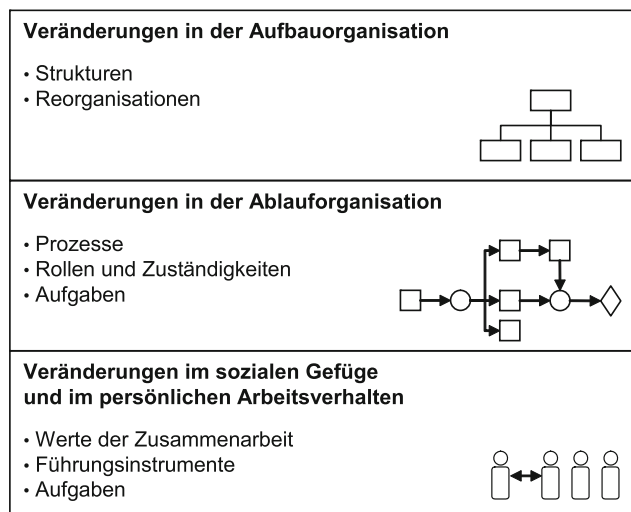 Veränderungen in der Aufbauorganisation
• Strukturen
• Reorganisationen
Veränderungen in der Ablauforganisation
• Prozesse
• Rollen und Zuständigkeiten
• Aufgaben
Veränderungen im sozialen Gefüge
und im persönlichen Arbeitsverhalten
• Werte der Zusammenarbeit
• Führungsinstrumente
• Aufgaben